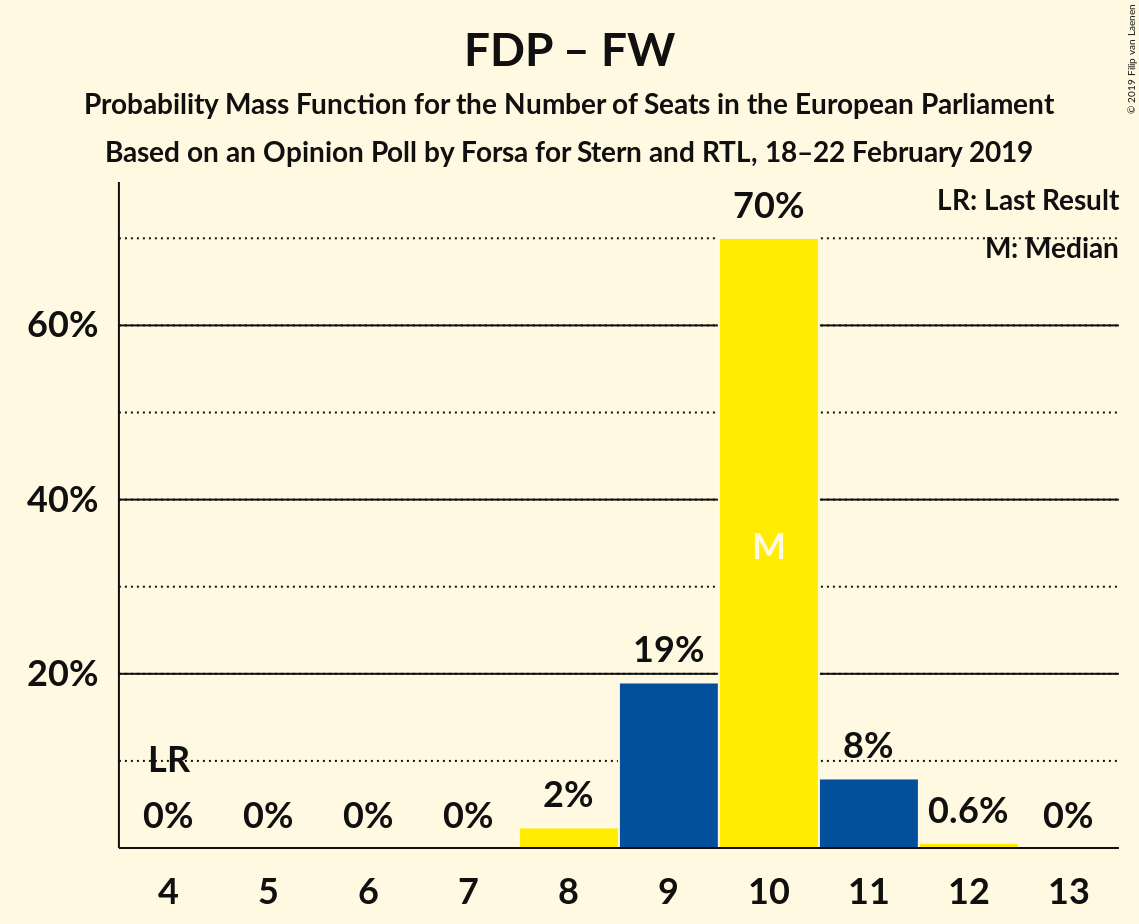 FDP – FW
Probability Mass Function for the Number of Seats in the European Parliament
Based on an Opinion Poll by Forsa for Stern and RTL, 18–22 February 2019
© 2019 Filip van Laenen
LR: Last Result
M: Median
70%
60%
40%
M
19%
20%
LR
8%
2%
0.6%
0% 0% 0% 0% 0%
4 5 6 7 8 9 10 11 12 13